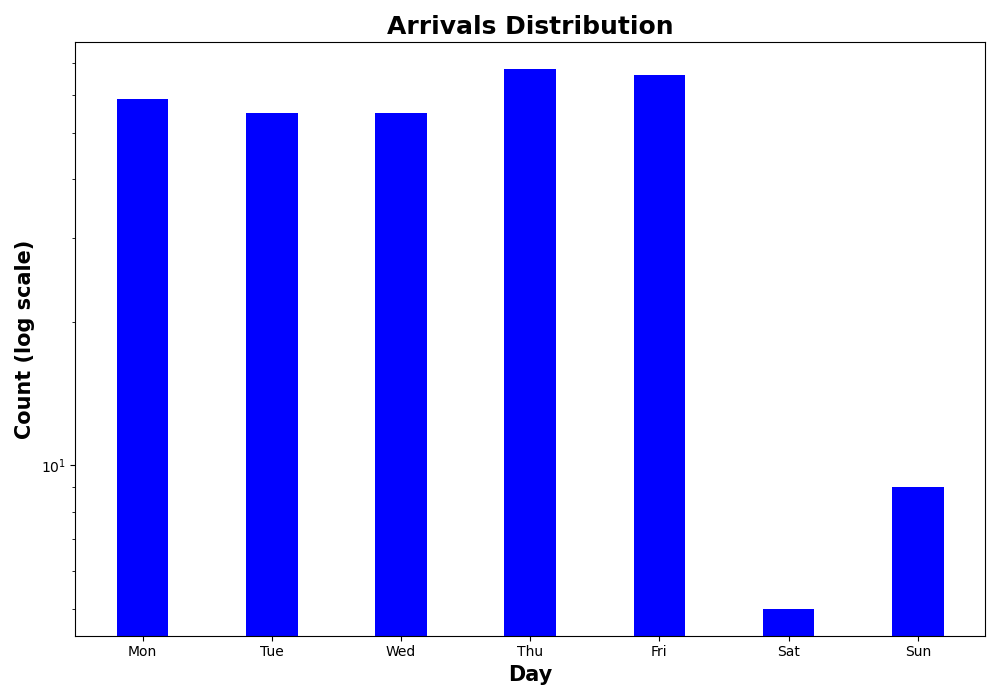 Arrivals Distribution
Count (log scale)
10¹
Mon Tue Wed Thu Fri Sat Sun
Day